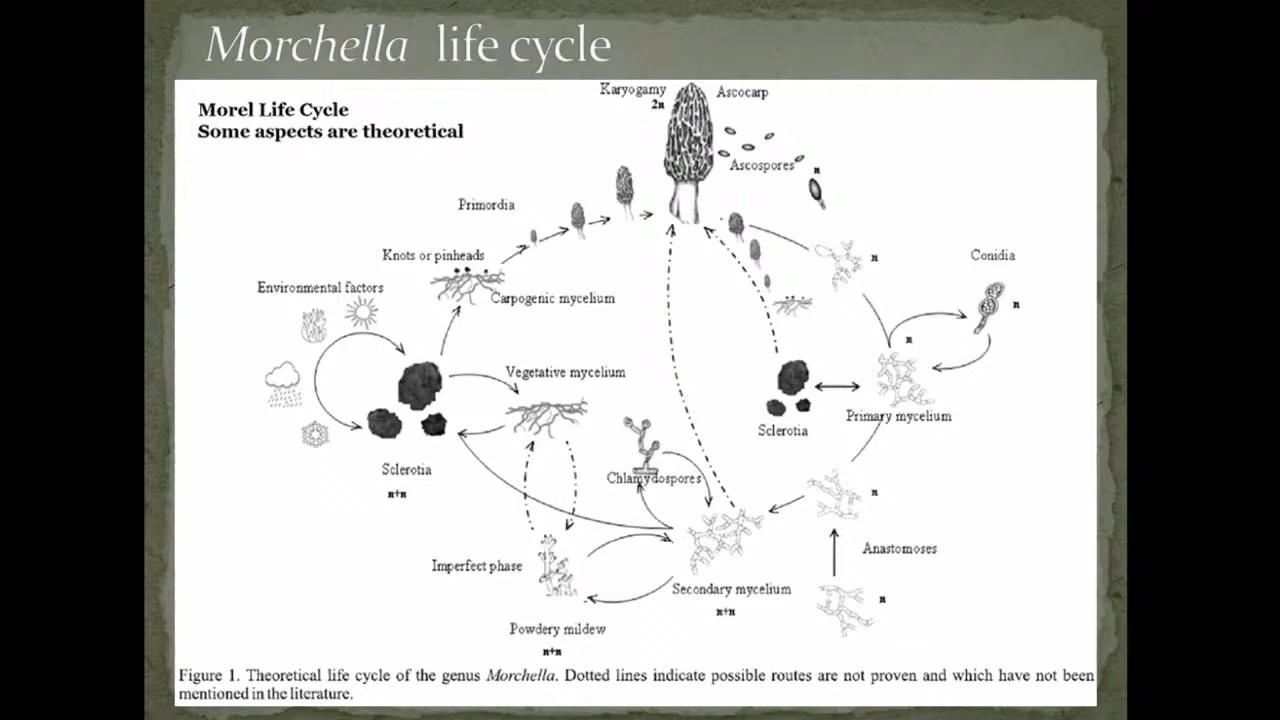 Morchella life cycle
Morel Life Cycle
Some aspects are theoretical
Karyogamy
2n
Ascocarp
Ascospores
n
Primordia
Knots or pinheads
Carpogenic mycelium
Environmental factors
n
Conidia
n
n
Vegetative mycelium
Primary mycelium
Sclerotia
Sclerotia
n+n
Chlamydospores
n
Anastomoses
Imperfect phase
Secondary mycelium
n+n
n
Powdery mildew
n+n
Figure 1. Theoretical life cycle of the genus Morchella. Dotted lines indicate possible routes are not proven and which have not been
mentioned in the literature.